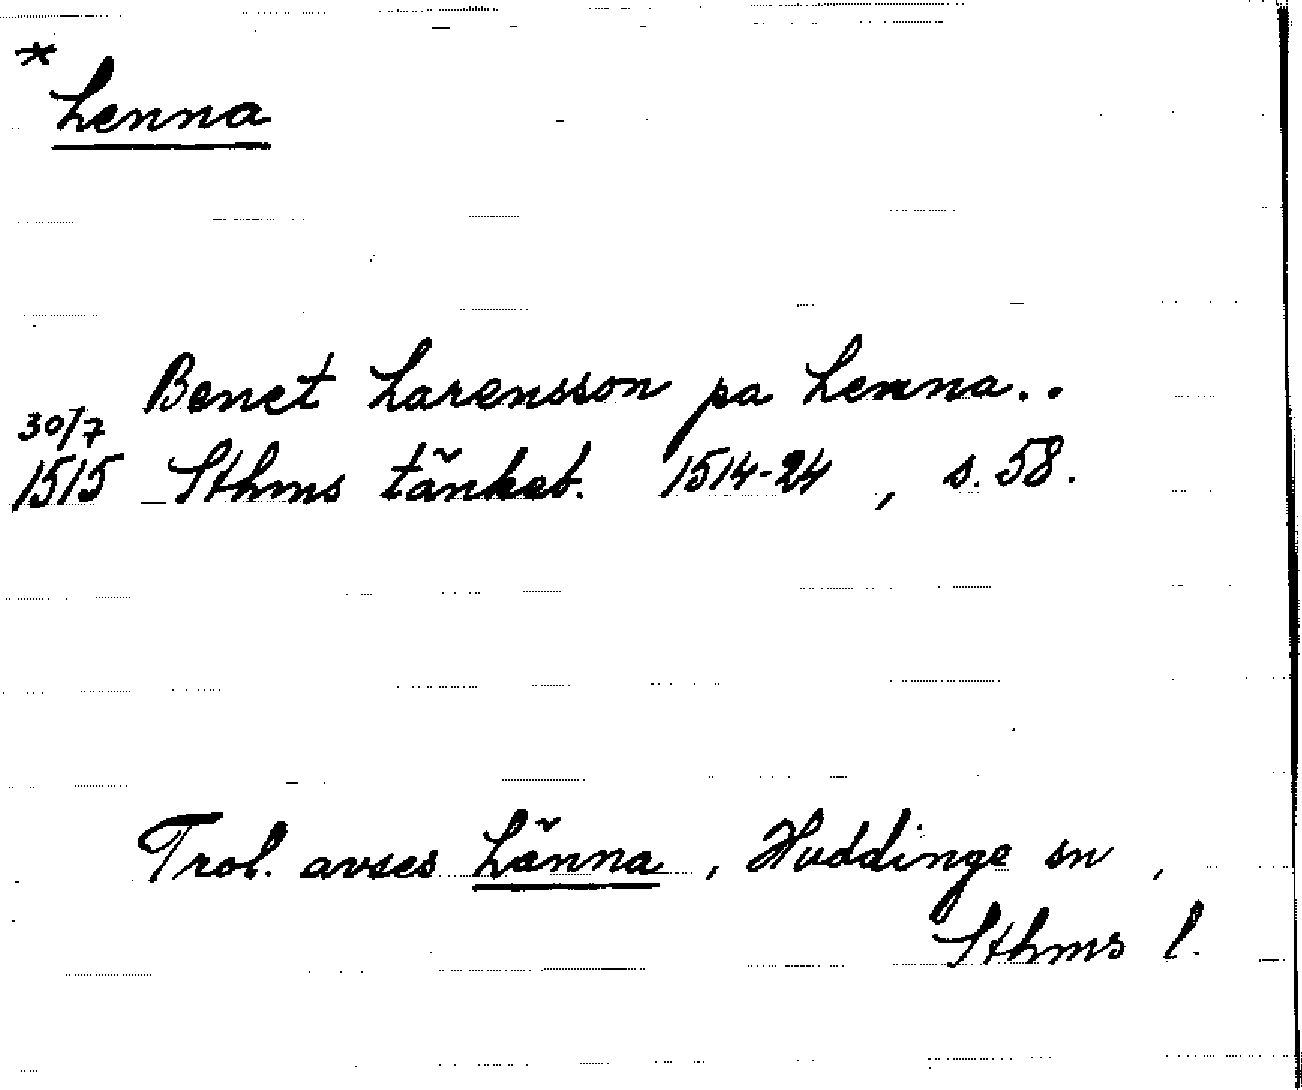 *
Lenna
Benet Larensson pa Lenna..
30/7
1515 Sthms tänkeb. 1514-24, s. 58.
Trol. avses Länna, Huddinge sn,
Sthms l.